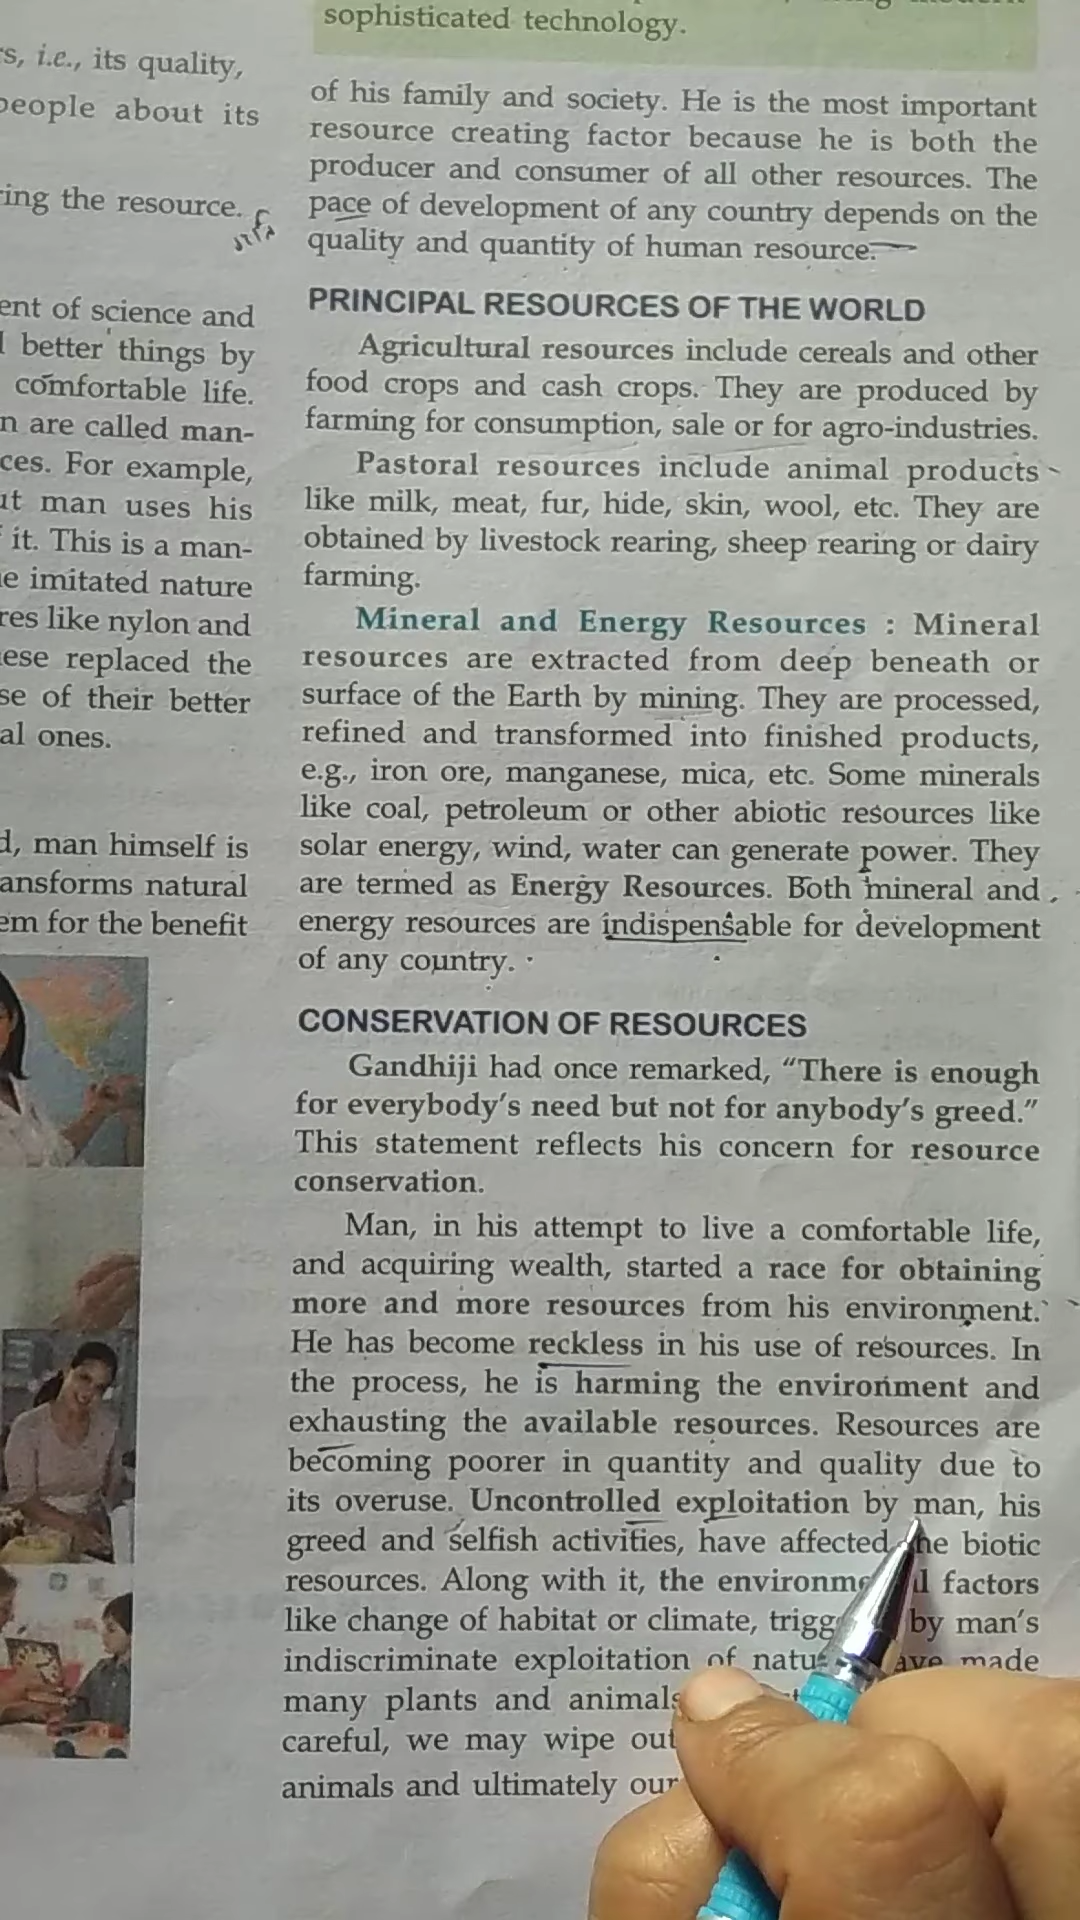 sophisticated technology.
s, i.e., its quality,
people about its
ring the resource.
ent of science and
better things by
comfortable life.
n are called man-
ces. For example,
ut man uses his
it. This is a man-
e imitated nature
res like nylon and
ese replaced the
se of their better
al ones.
d, man himself is
ansforms natural
em for the benefit
of his family and society. He is the most important
resource creating factor because he is both the
producer and consumer of all other resources. The
pace of development of any country depends on the
quality and quantity of human resource.
PRINCIPAL RESOURCES OF THE WORLD
Agricultural resources include cereals and other
food crops and cash crops. They are produced by
farming for consumption, sale or for agro-industries.
Pastoral resources include animal products
like milk, meat, fur, hide, skin, wool, etc. They are
obtained by livestock rearing, sheep rearing or dairy
farming.
Mineral and Energy Resources : Mineral
resources are extracted from deep beneath or
surface of the Earth by mining. They are processed,
refined and transformed into finished products,
e.g., iron ore, manganese, mica, etc. Some minerals
like coal, petroleum or other abiotic resources like
solar energy, wind, water can generate power. They
are termed as Energy Resources. Both mineral and
energy resources are indispensable for development
of any country.
CONSERVATION OF RESOURCES
Gandhiji had once remarked, “There is enough
for everybody’s need but not for anybody’s greed.”
This statement reflects his concern for resource
conservation.
Man, in his attempt to live a comfortable life,
and acquiring wealth, started a race for obtaining
more and more resources from his environment.
He has become reckless in his use of resources. In
the process, he is harming the environment and
exhausting the available resources. Resources are
becoming poorer in quantity and quality due to
its overuse. Uncontrolled exploitation by man, his
greed and selfish activities, have affected he biotic
resources. Along with it, the environme l factors
like change of habitat or climate, trigg by man’s
indiscriminate exploitation of natu ave made
many plants and animals
careful, we may wipe out
animals and ultimately our